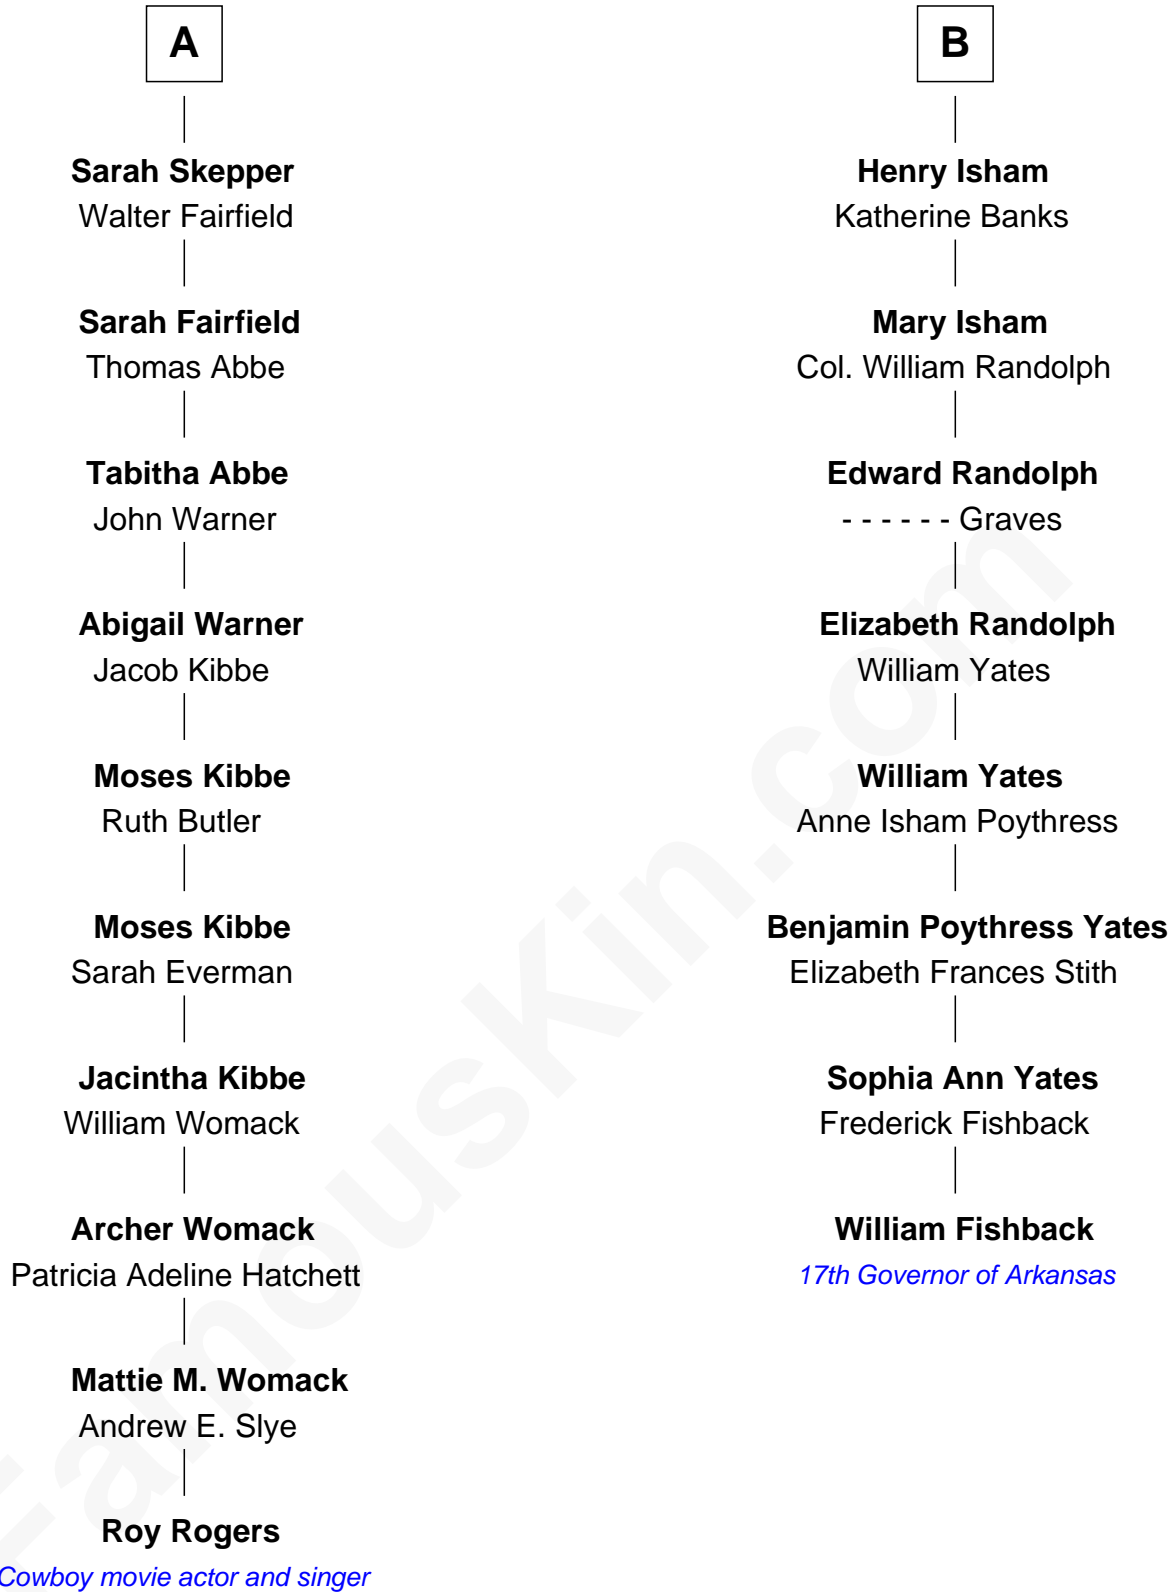 A
Sarah Skepper
Walter Fairfield
Sarah Fairfield
Thomas Abbe
Tabitha Abbe
John Warner
Abigail Warner
Jacob Kibbe
Moses Kibbe
Ruth Butler
Moses Kibbe
Sarah Everman
Jacintha Kibbe
William Womack
Archer Womack
Patricia Adeline Hatchett
Mattie M. Womack
Andrew E. Slye
Roy Rogers
Cowboy movie actor and singer
B
Henry Isham
Katherine Banks
Mary Isham
Col. William Randolph
Edward Randolph
- - - - - - Graves
Elizabeth Randolph
William Yates
William Yates
Anne Isham Poythress
Benjamin Poythress Yates
Elizabeth Frances Stith
Sophia Ann Yates
Frederick Fishback
William Fishback
17th Governor of Arkansas
FamousKin.com